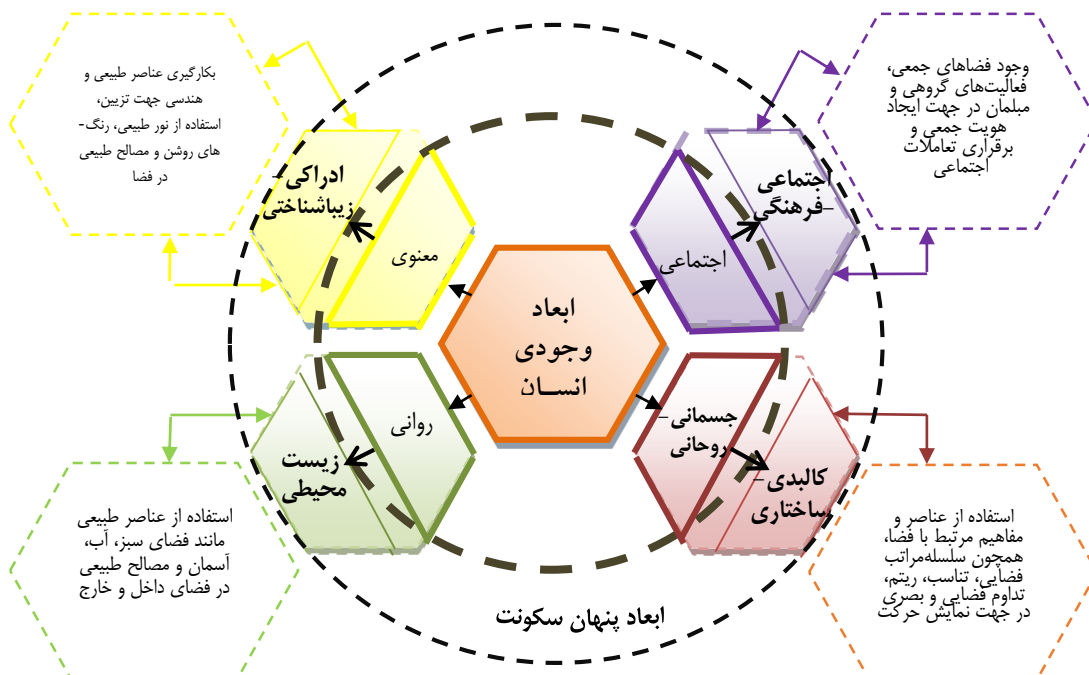 وجود فضاهای جمعی،
فعالیت‌های گروهی و
مبلمان در جهت ایجاد
هویت جمعی و
برقراری تعاملات
اجتماعی
بکارگیری عناصر طبیعی و
هندسی جهت تزیین،
استفاده از نور طبیعی، رنگ-
های روشن و مصالح طبیعی
در فضا
اجتماعی
–فرهنگی
اجتماعی
ادراکی–
زیباشناختی
معنوی
ابعاد
وجودی
انسان
جسمانی–
روحانی
کالبدی–
ساختاری
روانی
زیست
محیطی
استفاده از عناصر و
مفاهیم مرتبط با فضا،
همچون سلسله‌مراتب
فضایی، تناسب، ریتم،
تداوم فضایی و بصری
در جهت نمایش حرکت
استفاده از عناصر طبیعی
مانند فضای سبز، آب،
آسمان و مصالح طبیعی
در فضای داخل و خارج
ابعاد پنهان سکونت